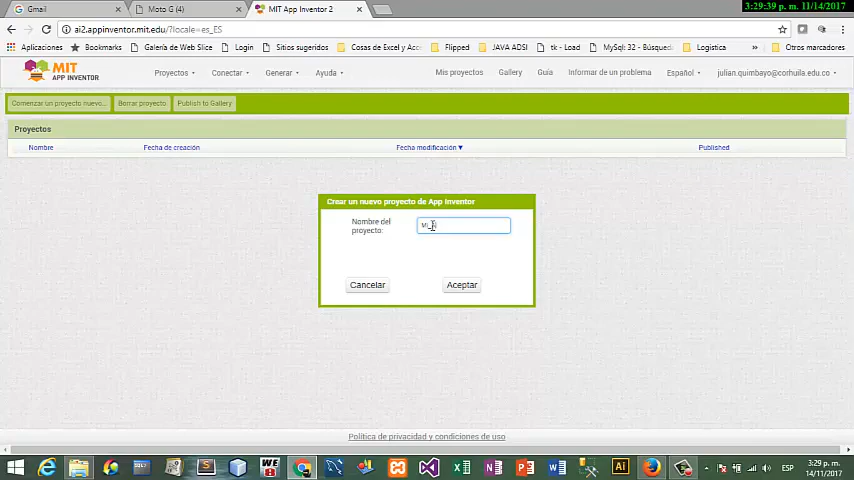 3:29:39 p. m. 11/14/2017
Gmail
Moto G (4)
MIT App Inventor 2
ai2.appinventor.mit.edu/?locale=es_ES
Aplicaciones
Bookmarks
Galería de Web Slice
Login
Sitios sugeridos
Cosas de Excel y Acces
Flipped
JAVA ADSI
tk - Load
MySql: 32 - Búsqueda
Logistica
»
Otros marcadores
MIT
APP INVENTOR
Proyectos
Conectar
Generar
Ayuda
Mis proyectos
Gallery
Guia
Informar de un problema
Español
julian.quimbayo@corhuila.edu.co
Comenzar un proyecto nuevo...
Borrar proyecto
Publish to Gallery
Proyectos
Nombre
Fecha de creación
Fecha modificación▼
Published
Crear un nuevo proyecto de App Inventor
Nombre del
proyecto:
Cancelar
Aceptar
Política de privacidad y condiciones de uso
ESP
3:29 p. m.
14/11/2017